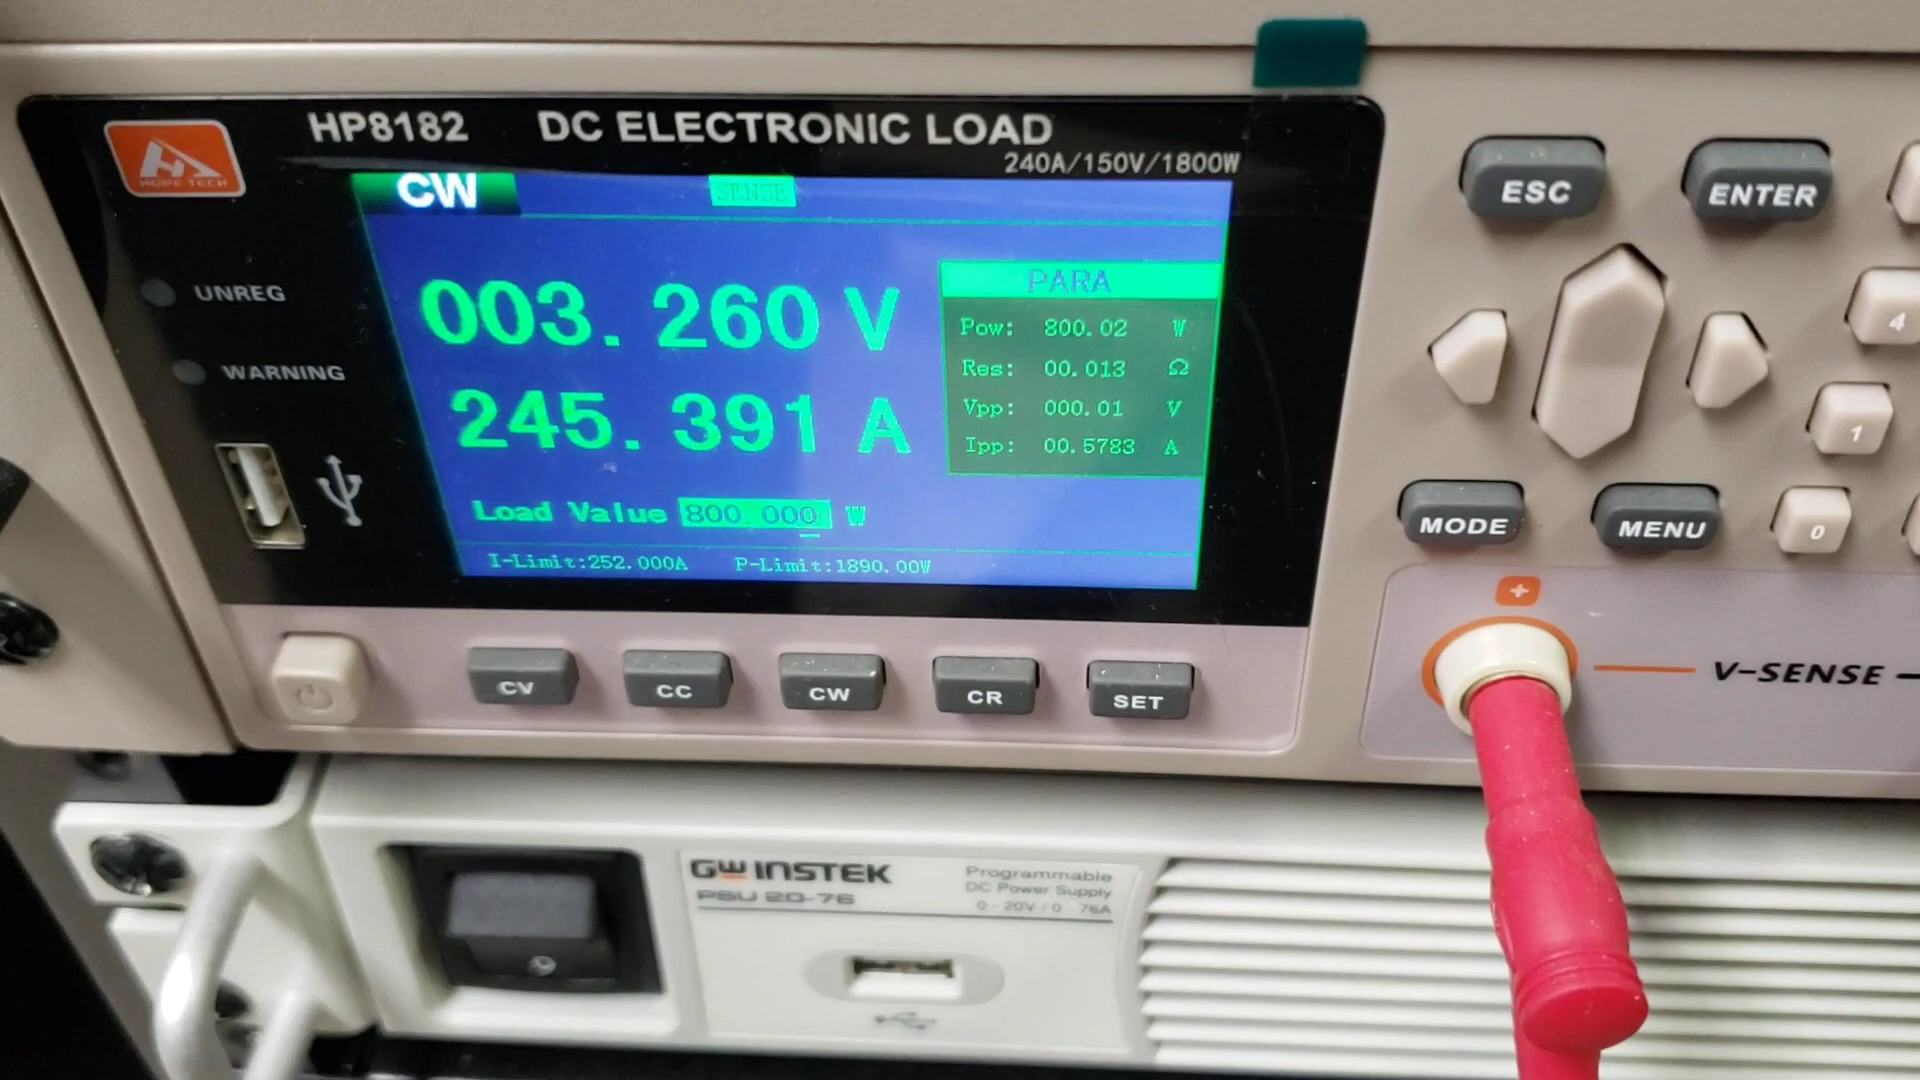 HP8182 DC ELECTRONIC LOAD
240A/150V/1800W
HOPE TECH
CW SENSE
UNREG
WARNING
003.260 V
245.391 A
PARA
Pow: 800.02 W
Res: 00.013 Ω
Vpp: 000.01 V
Ipp: 00.5783 A
Load Value 800.000 W
I-Limit:252.000A P-Limit:1890.00W
CV CC CW CR SET
ESC ENTER
4
1
MODE MENU 0
+
V-SENSE
GWINSTEK
PSU 20-76
Programmable
DC Power Supply
0 - 20V / 0 - 76A